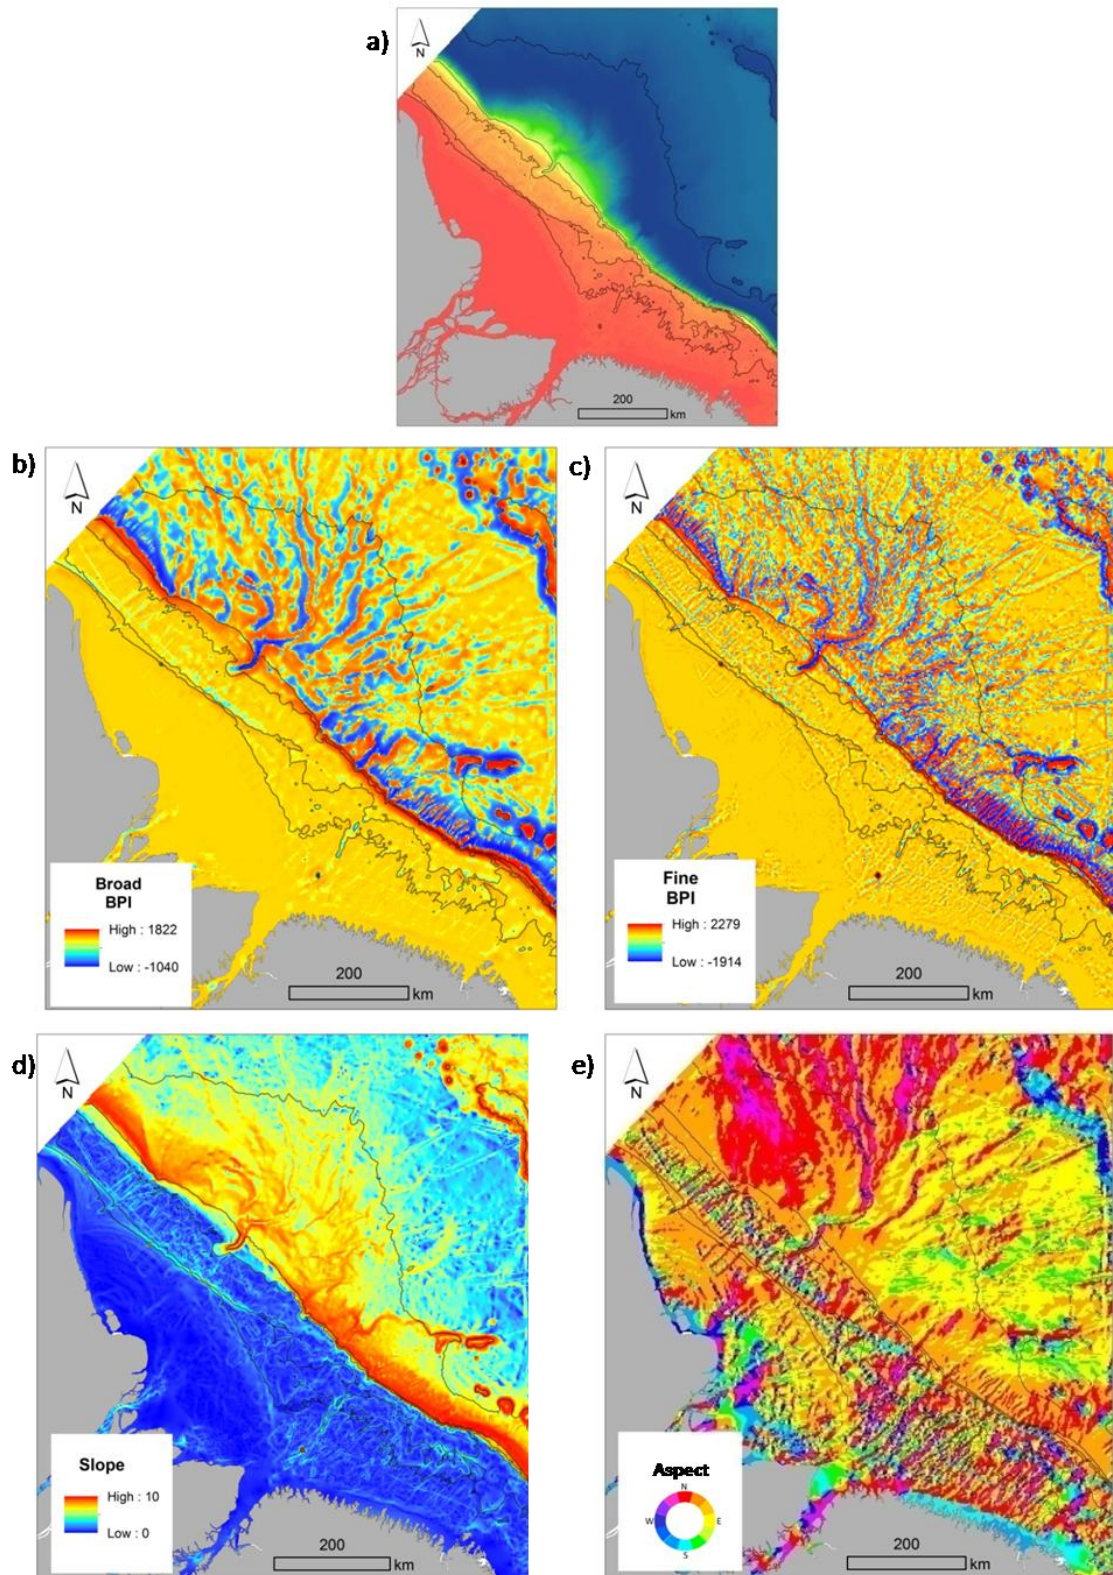 a)
N
200
km
b)
N
Broad
BPI
High : 1822
Low : -1040
200
km
c)
N
Fine
BPI
High : 2279
Low : -1914
200
km
d)
N
Slope
High : 10
Low : 0
200
km
e)
N
Aspect
N
W E
S
200
km